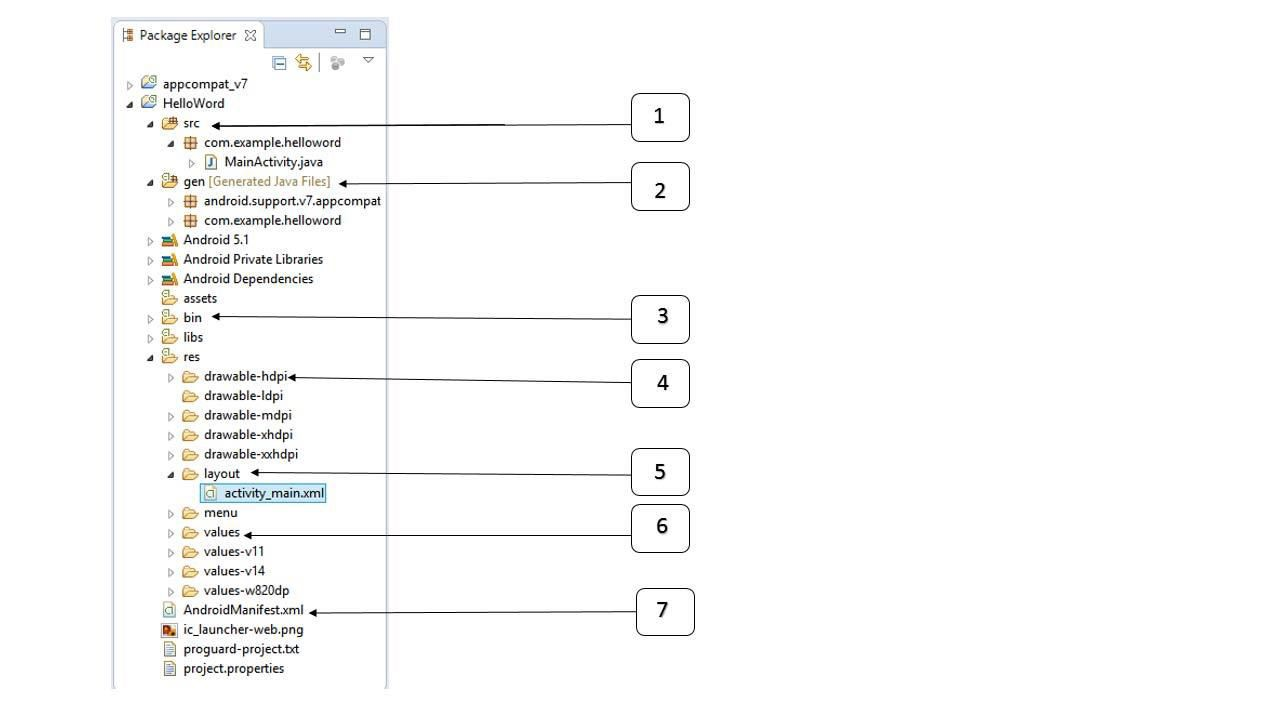 Package Explorer
appcompat_v7
HelloWord
1
src
com.example.helloword
MainActivity.java
gen [Generated Java Files]
2
android.support.v7.appcompat
com.example.helloword
Android 5.1
Android Private Libraries
Android Dependencies
assets
bin
3
libs
res
drawable-hdpi
4
drawable-ldpi
drawable-mdpi
drawable-xhdpi
drawable-xxhdpi
layout
5
activity_main.xml
menu
values
6
values-v11
values-v14
values-w820dp
AndroidManifest.xml
7
ic_launcher-web.png
proguard-project.txt
project.properties